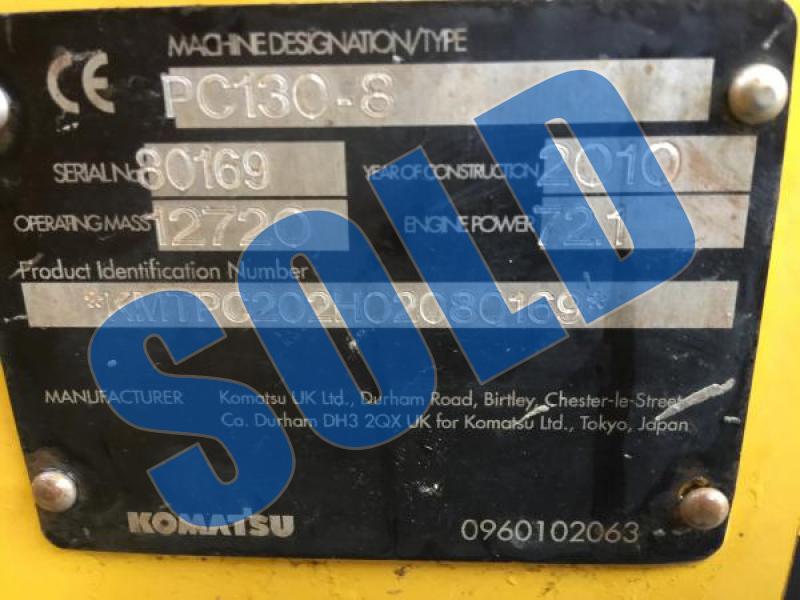 CE
MACHINE DESIGNATION/TYPE
PC130-8
SERIAL No 80169 YEAR OF CONSTRUCTION 2010
OPERATING MASS 12720 ENGINE POWER 72.1
Product Identification Number
*KMTPC202H02080169*
MANUFACTURER Komatsu UK Ltd., Durham Road, Birtley, Chester-le-Street
Co. Durham DH3 2QX UK for Komatsu Ltd., Tokyo, Japan
KOMATSU 0960102063
SOLD